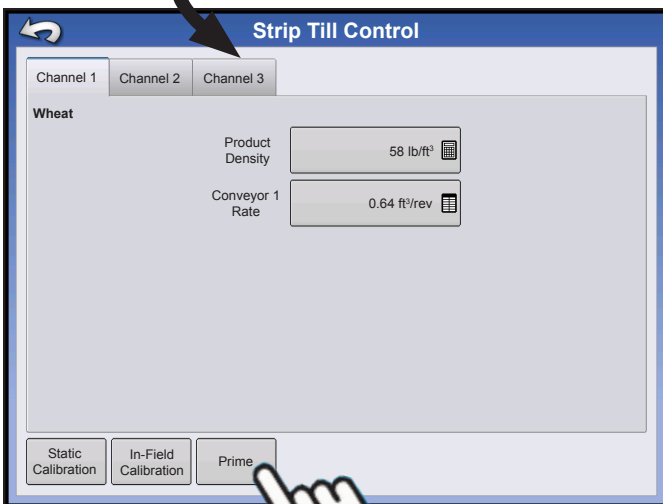 Strip Till Control
Channel 1
Channel 2
Channel 3
Wheat
Product
Density
58 lb/ft³
Conveyor 1
Rate
0.64 ft³/rev
Static
Calibration
In-Field
Calibration
Prime